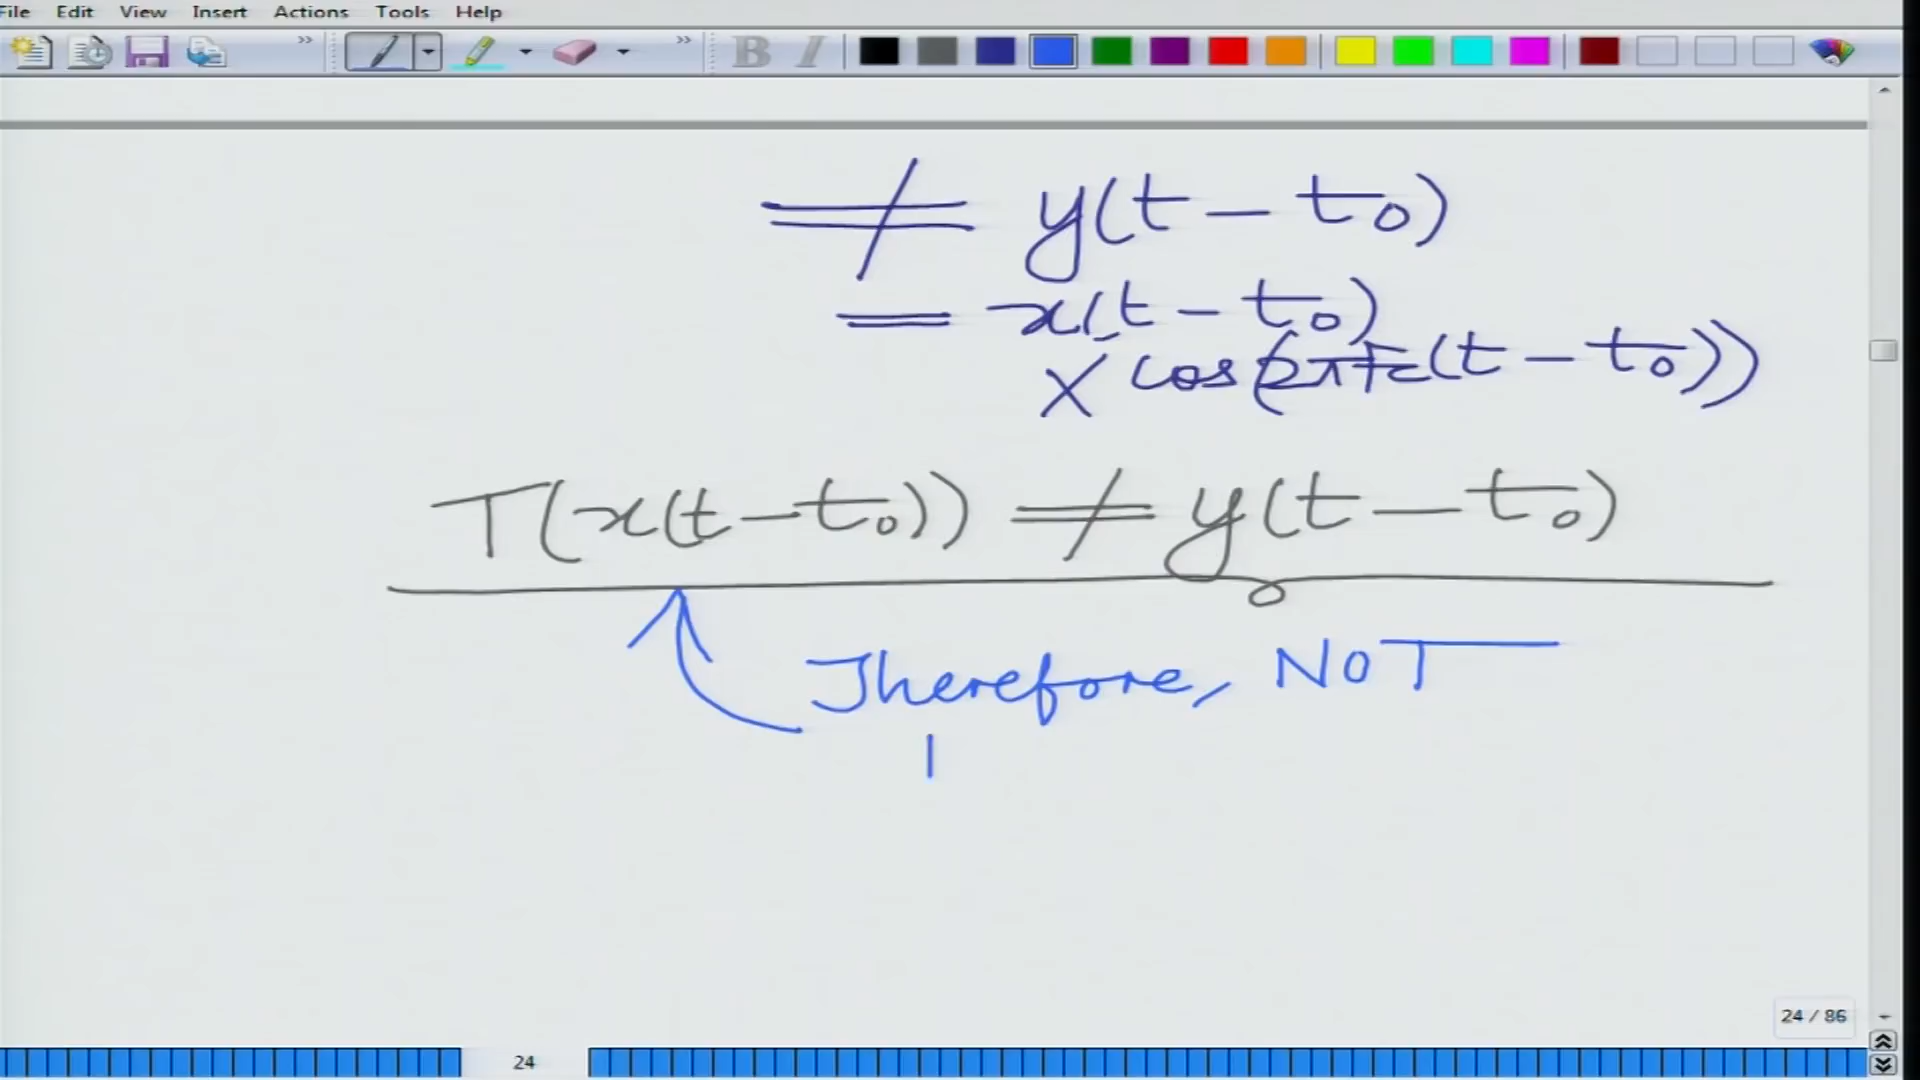 File Edit View Insert Actions Tools Help
B I
≠ y(t - t₀)
= x(t - t₀)
× cos(2πfc(t - t₀))
T(x(t - t₀)) ≠ y(t - t₀)
Therefore, NOT
24 / 86
24